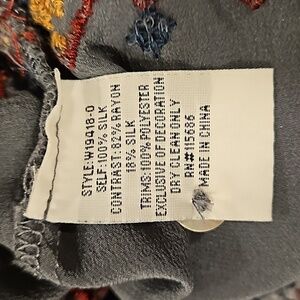 STYLE:W19418-0
SELF:100% SILK
CONTRAST:82% RAYON
18% SILK
TRIMS:100% POLYESTER
EXCLUSIVE OF DECORATION
DRY CLEAN ONLY
RN#115686
MADE IN CHINA